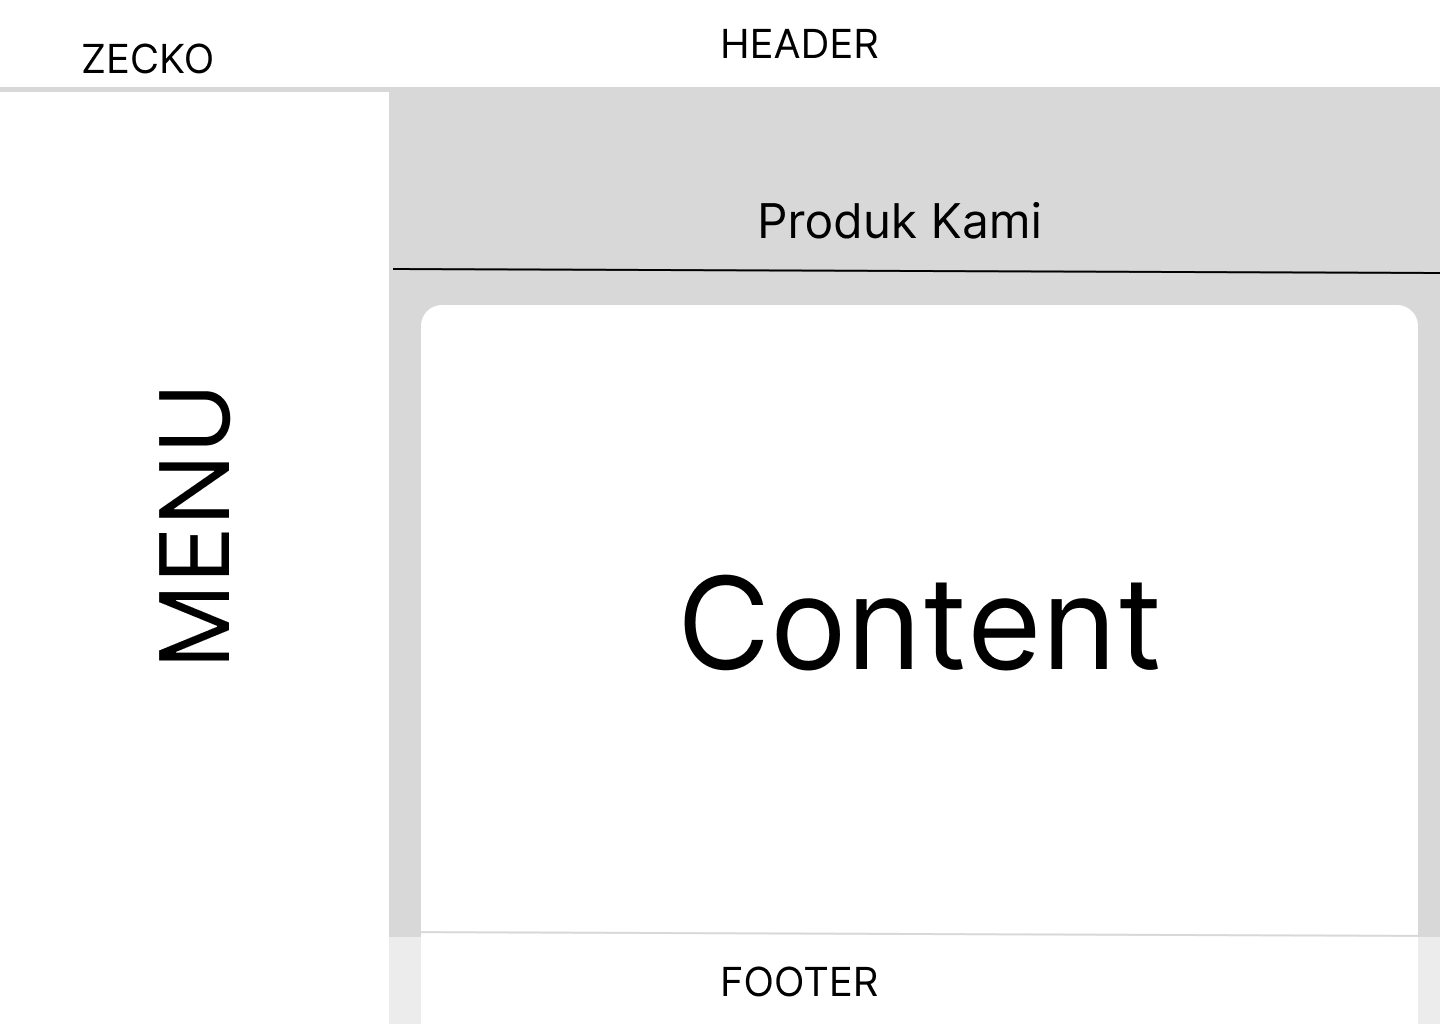 ZECKO
HEADER
Produk Kami
MENU
Content
FOOTER